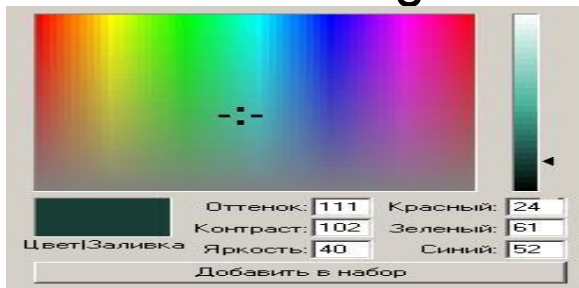 Оттенок: 111 Красный: 24
Контраст: 102 Зеленый: 61
Цвет|Заливка Яркость: 40 Синий: 52
Добавить в набор